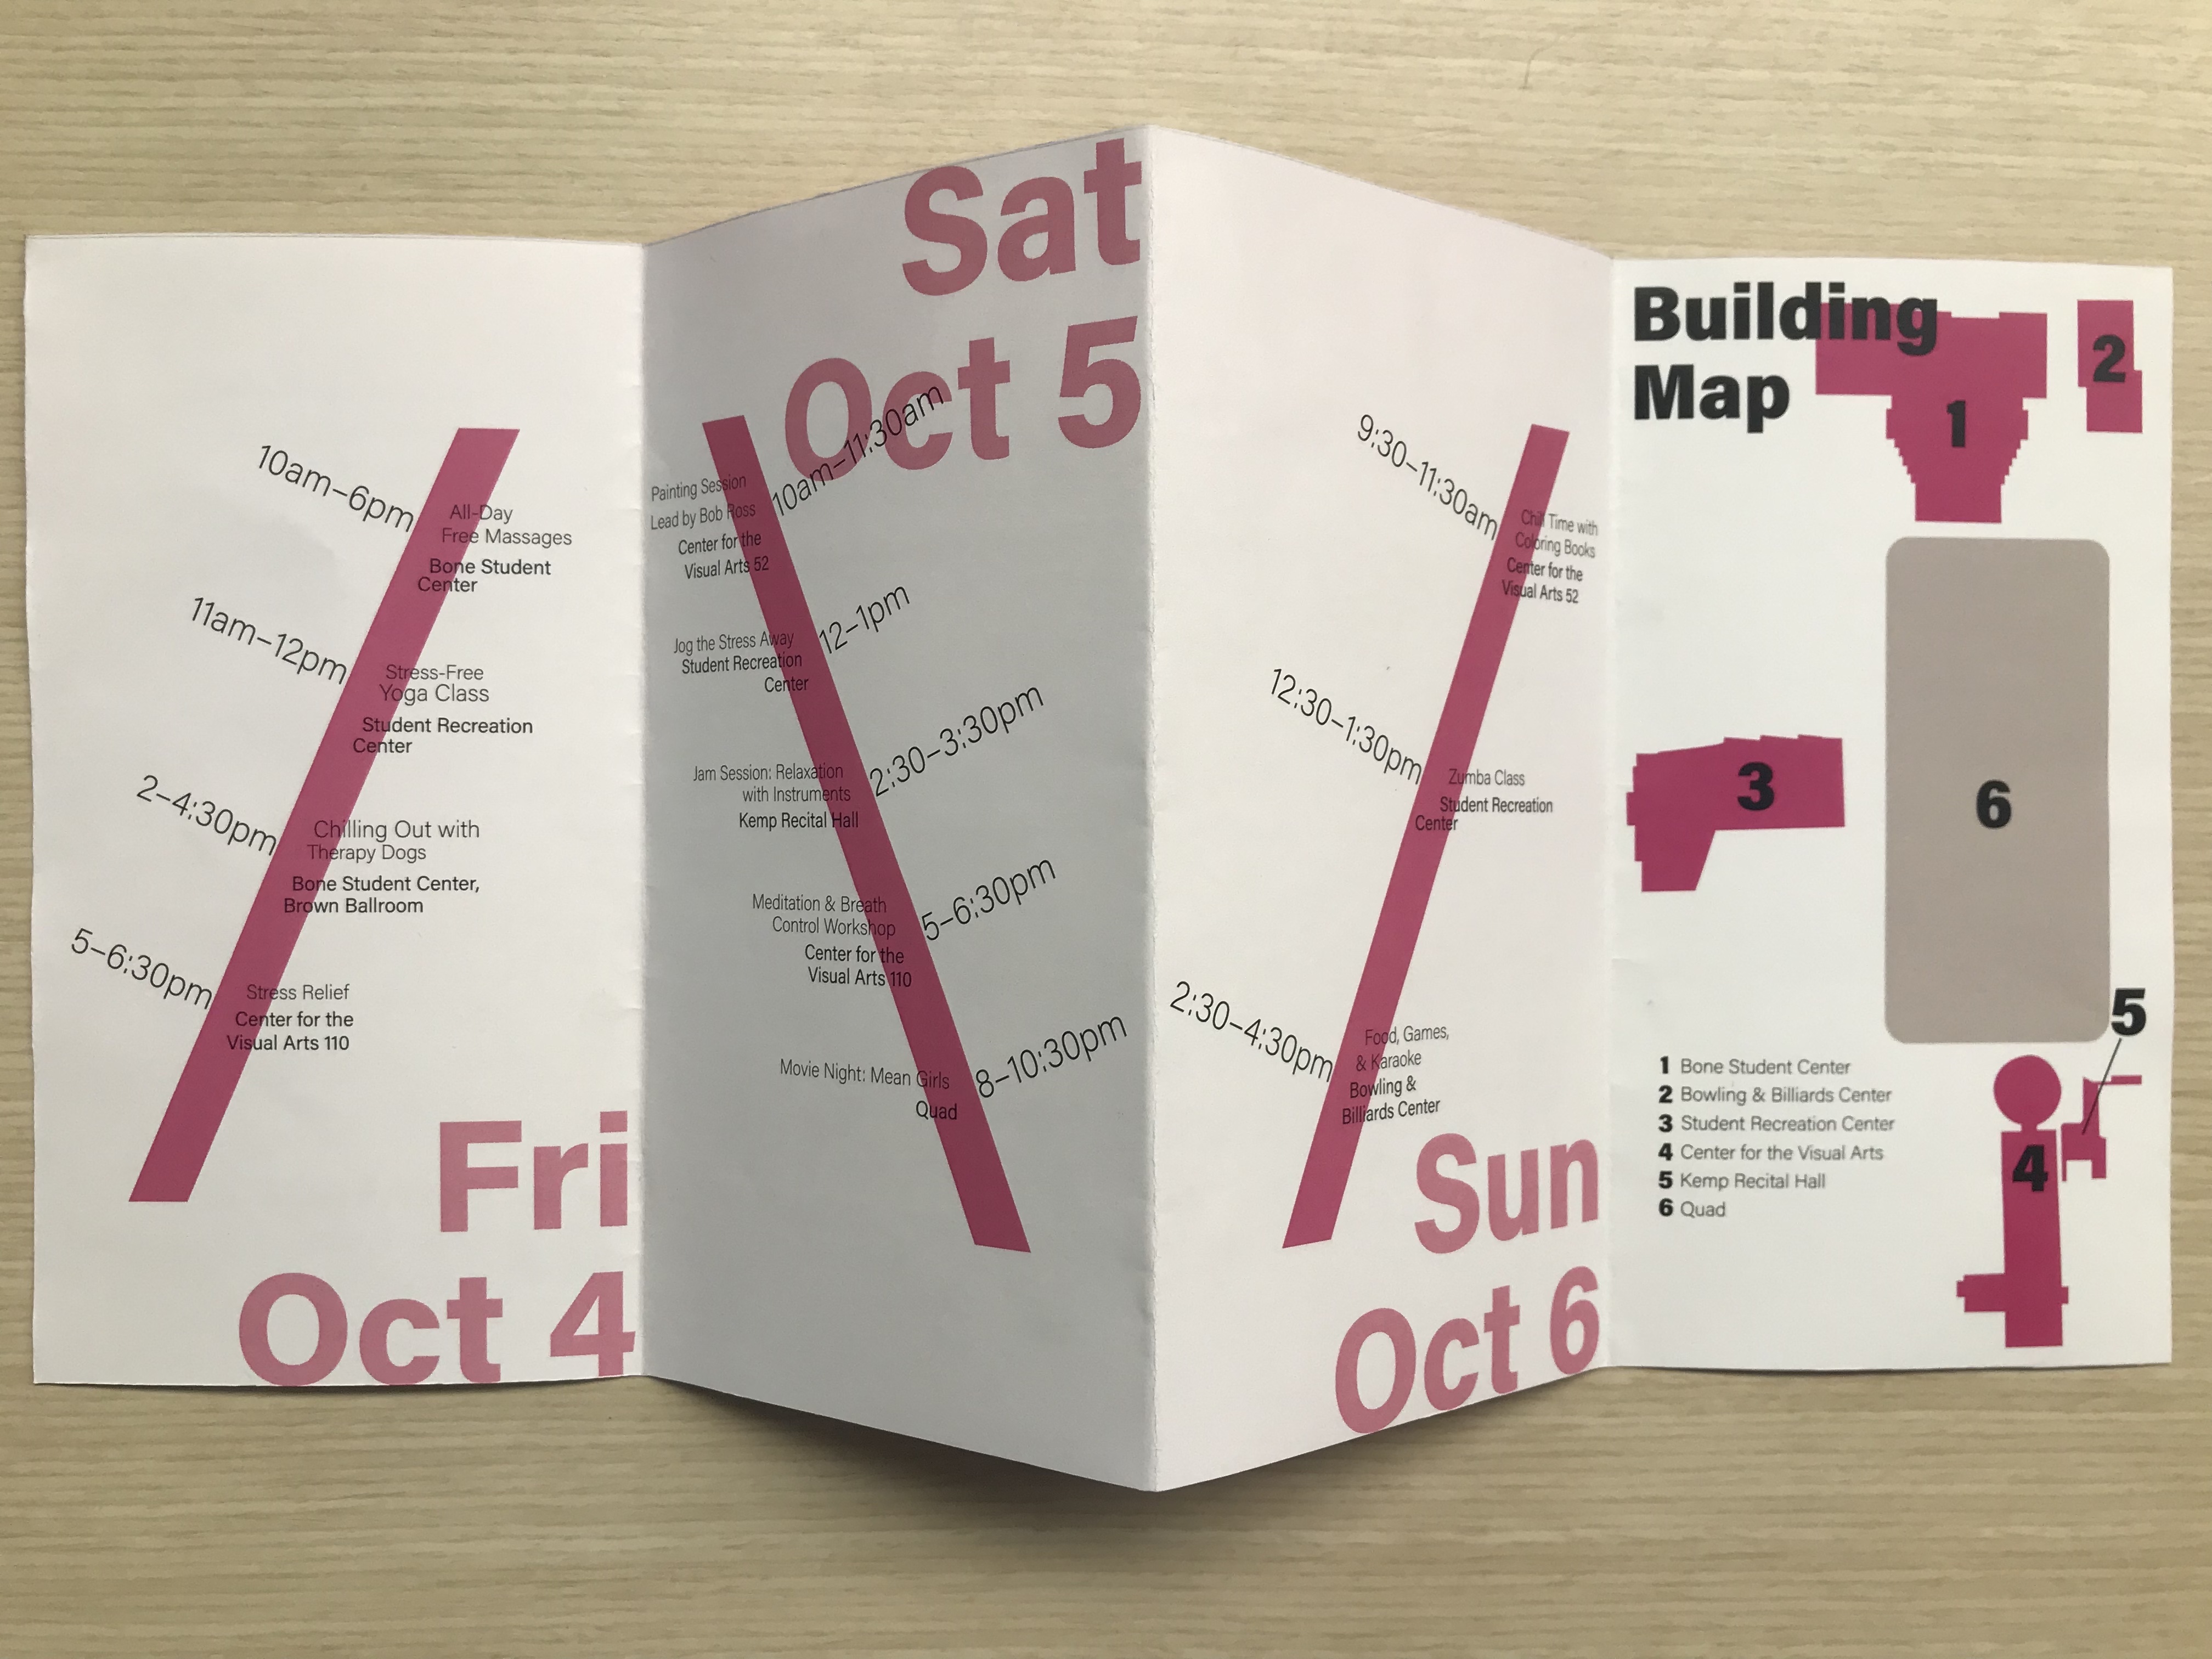 10am–6pm
All-Day
Free Massages
Bone Student
Center
11am–12pm
Stress-Free
Yoga Class
Student Recreation
Center
2–4:30pm
Chilling Out with
Therapy Dogs
Bone Student Center,
Brown Ballroom
5–6:30pm
Stress Relief
Center for the
Visual Arts 110
Fri
Oct 4
Sat
Oct 5
10am–11:30am
Painting Session
Lead by Bob Ross
Center for the
Visual Arts 52
12–1pm
Jog the Stress Away
Student Recreation
Center
2:30–3:30pm
Jam Session: Relaxation
with Instruments
Kemp Recital Hall
5–6:30pm
Meditation & Breath
Control Workshop
Center for the
Visual Arts 110
8–10:30pm
Movie Night: Mean Girls
Quad
9:30–11:30am
Chill Time with
Coloring Books
Center for the
Visual Arts 52
12:30–1:30pm
Zumba Class
Student Recreation
Center
2:30–4:30pm
Food, Games,
& Karaoke
Bowling &
Billiards Center
Sun
Oct 6
Building
Map
1
2
3
6
5
4
1 Bone Student Center
2 Bowling & Billiards Center
3 Student Recreation Center
4 Center for the Visual Arts
5 Kemp Recital Hall
6 Quad